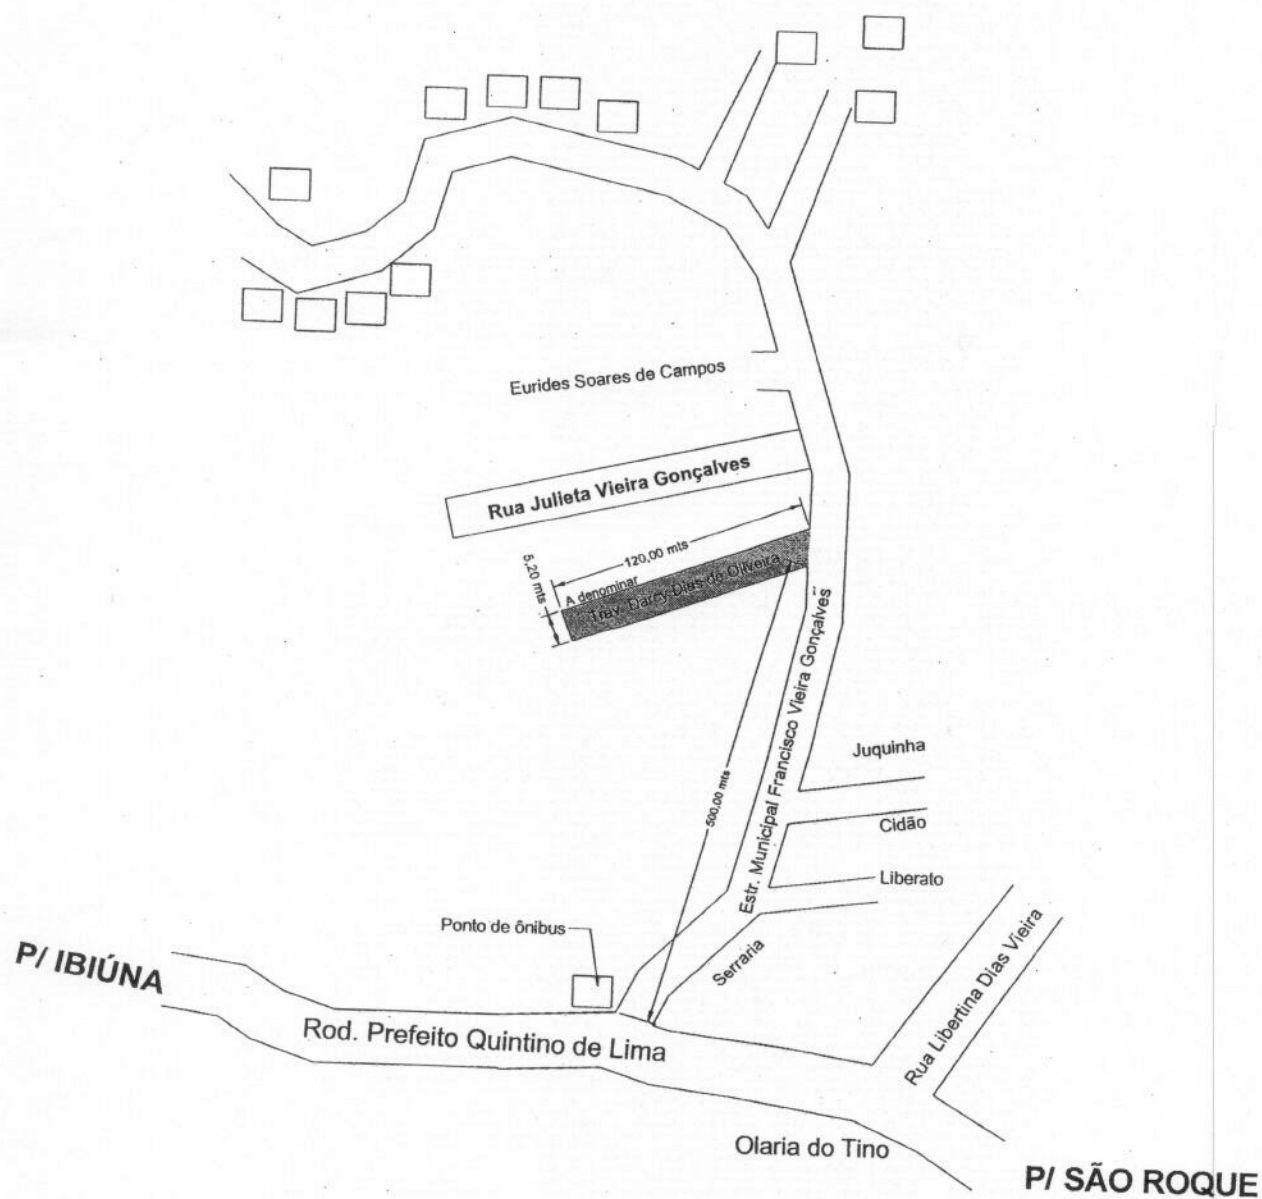 Eurides Soares de Campos
Rua Julieta Vieira Gonçalves
120,00 mts
5,20 mts
A denominar
Trav. Darcy Dias de Oliveira
Estr. Municipal Francisco Vieira Gonçalves
500,00 mts
Juquinha
Cidão
Liberato
Serraria
Ponto de ônibus
P/ IBIÚNA
Rod. Prefeito Quintino de Lima
Rua Libertina Dias Vieira
Olaria do Tino
P/ SÃO ROQUE